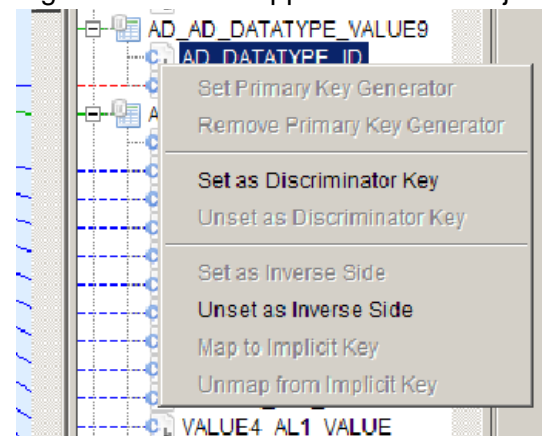 AD_AD_DATATYPE_VALUE9
AD_DATATYPE_ID
Set Primary Key Generator
Remove Primary Key Generator
Set as Discriminator Key
Unset as Discriminator Key
Set as Inverse Side
Unset as Inverse Side
Map to Implicit Key
Unmap from Implicit Key
VALUE4_AL1_VALUE